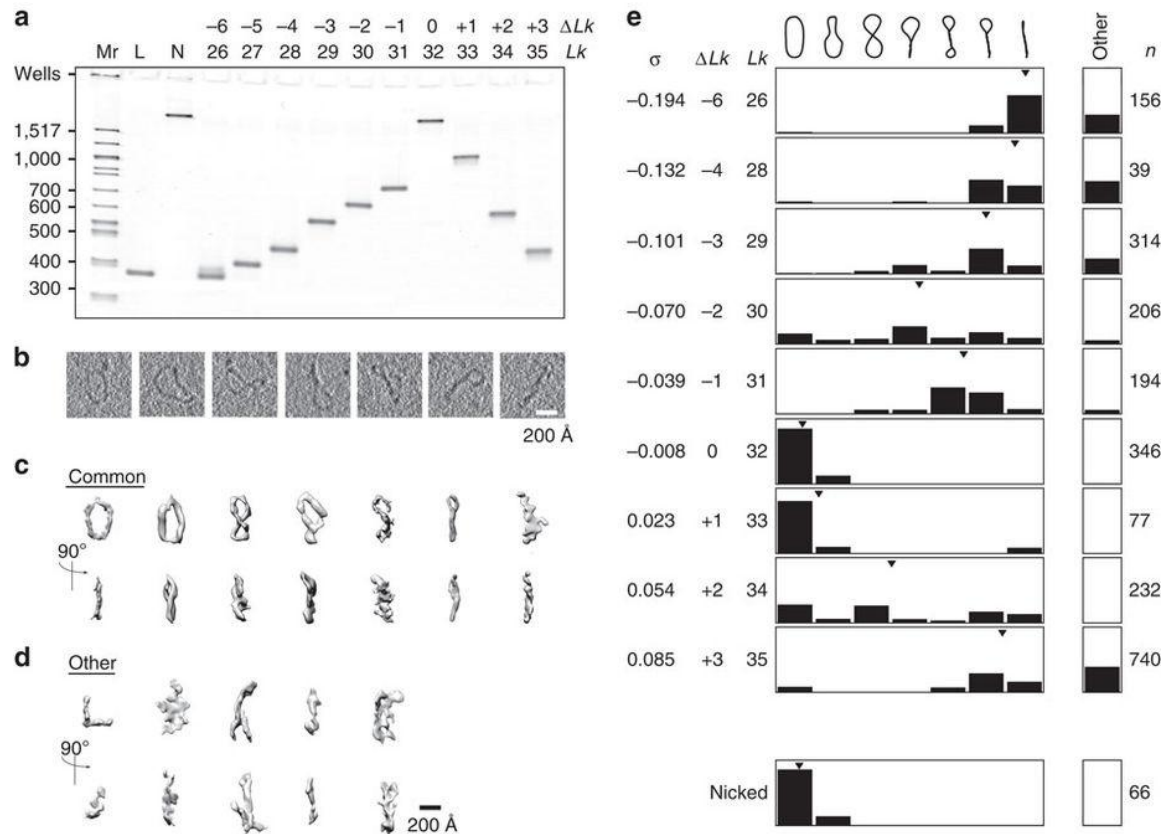 a
−6 −5 −4 −3 −2 −1 0 +1 +2 +3 ΔLk
Mr L N 26 27 28 29 30 31 32 33 34 35 Lk
Wells
1,517
1,000
700
600
500
400
300
b
200 Å
c
Common
90°
d
Other
90°
200 Å
e
σ ΔLk Lk Other n
−0.194 −6 26 156
−0.132 −4 28 39
−0.101 −3 29 314
−0.070 −2 30 206
−0.039 −1 31 194
−0.008 0 32 346
0.023 +1 33 77
0.054 +2 34 232
0.085 +3 35 740
Nicked 66